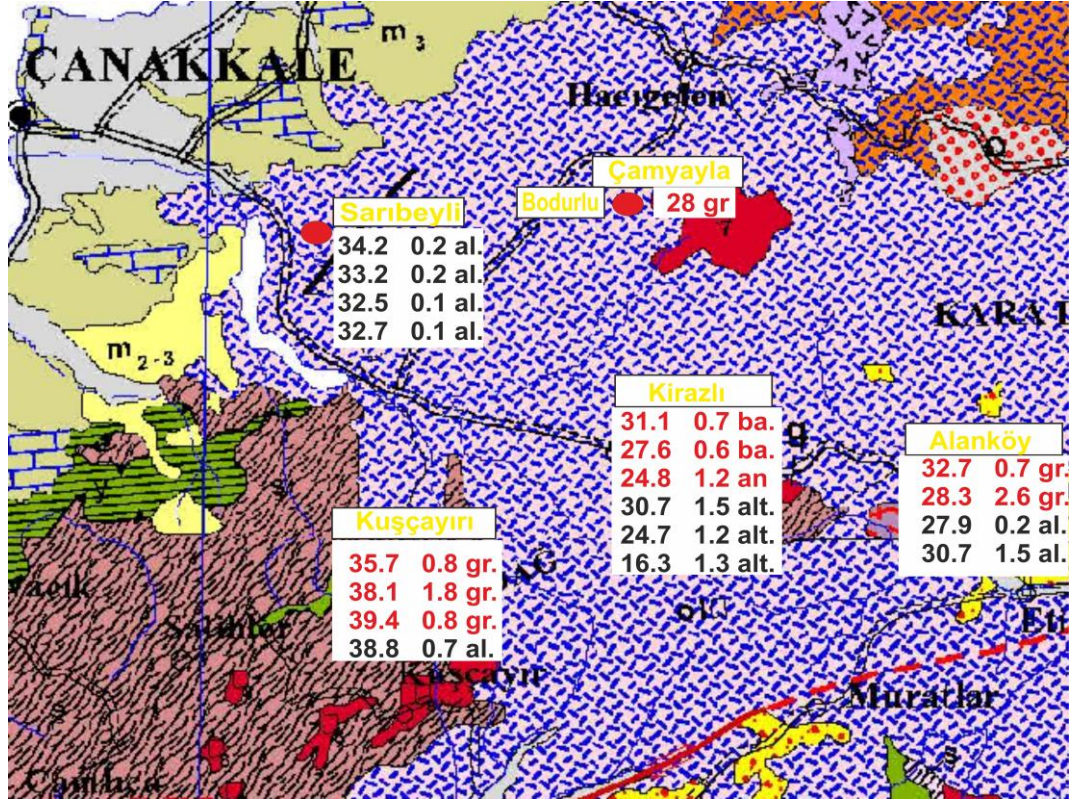 m 3
ÇANAKKALE
Hacıgelen
Çamyayla
Bodurlu
28 gr
Sarıbeyli
34.2 0.2 al.
33.2 0.2 al.
32.5 0.1 al.
32.7 0.1 al.
7
m 2-3
Kirazlı
31.1 0.7 ba.
27.6 0.6 ba.
24.8 1.2 an
30.7 1.5 alt.
24.7 1.2 alt.
16.3 1.3 alt.
Alanköy
32.7 0.7 gr.
28.3 2.6 gr.
27.9 0.2 al.
30.7 1.5 al.
Kuşçayırı
35.7 0.8 gr.
38.1 1.8 gr.
39.4 0.8 gr.
38.8 0.7 al.
Muratlar